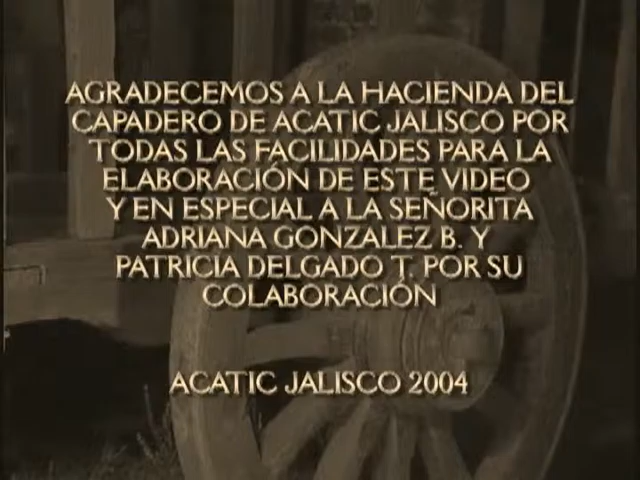 AGRADECEMOS A LA HACIENDA DEL
CAPADERO DE ACATIC JALISCO POR
TODAS LAS FACILIDADES PARA LA
ELABORACIÓN DE ESTE VIDEO
Y EN ESPECIAL A LA SEÑORITA
ADRIANA GONZALEZ B. Y
PATRICIA DELGADO T. POR SU
COLABORACIÓN
ACATIC JALISCO 2004